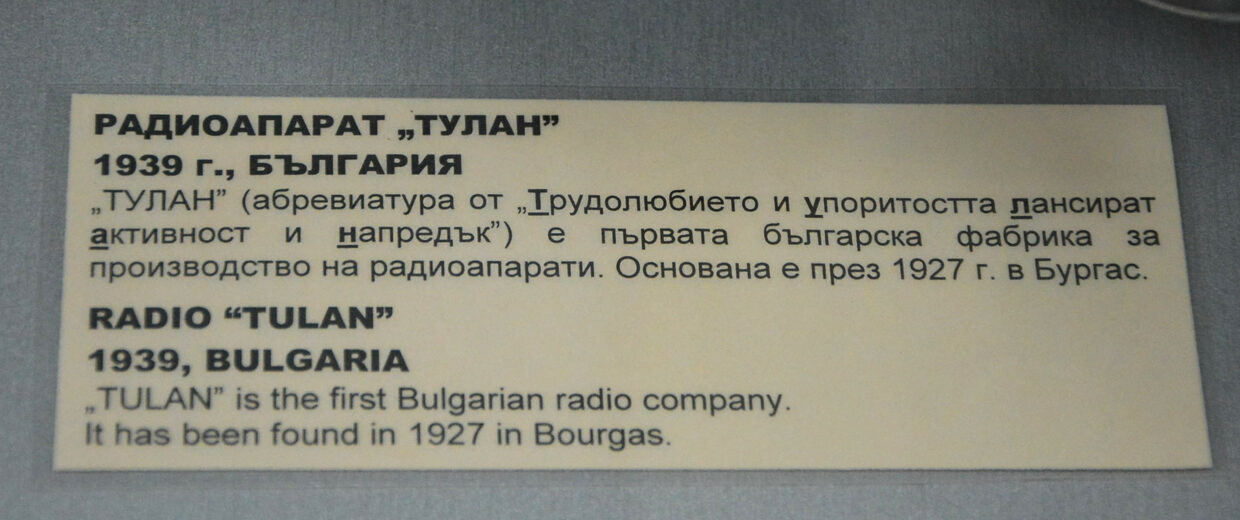 РАДИОАПАРАТ „ТУЛАН”
1939 г., БЪЛГАРИЯ
„ТУЛАН” (абревиатура от „Трудолюбието и упоритостта лансират
активност и напредък”) е първата българска фабрика за
производство на радиоапарати. Основана е през 1927 г. в Бургас.
RADIO “TULAN”
1939, BULGARIA
„TULAN” is the first Bulgarian radio company.
It has been found in 1927 in Bourgas.